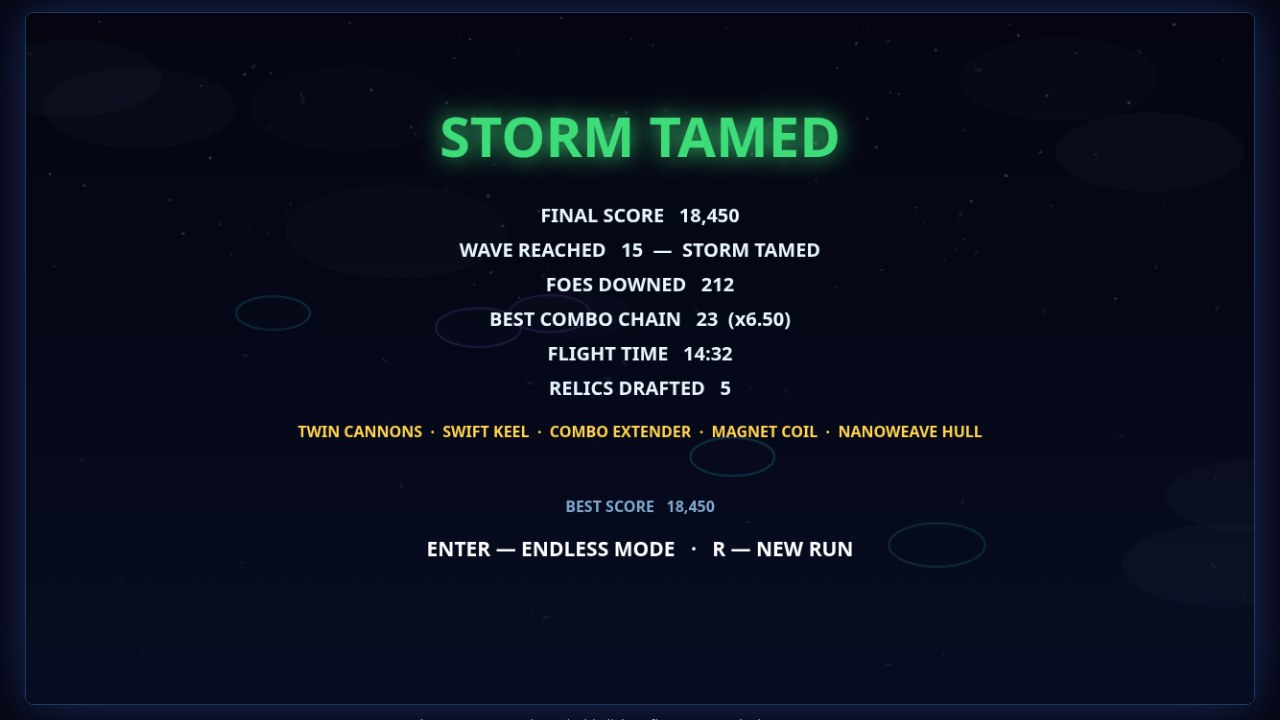 STORM TAMED
FINAL SCORE 18,450
WAVE REACHED 15 — STORM TAMED
FOES DOWNED 212
BEST COMBO CHAIN 23 (x6.50)
FLIGHT TIME 14:32
RELICS DRAFTED 5
TWIN CANNONS · SWIFT KEEL · COMBO EXTENDER · MAGNET COIL · NANOWEAVE HULL
BEST SCORE 18,450
ENTER — ENDLESS MODE · R — NEW RUN